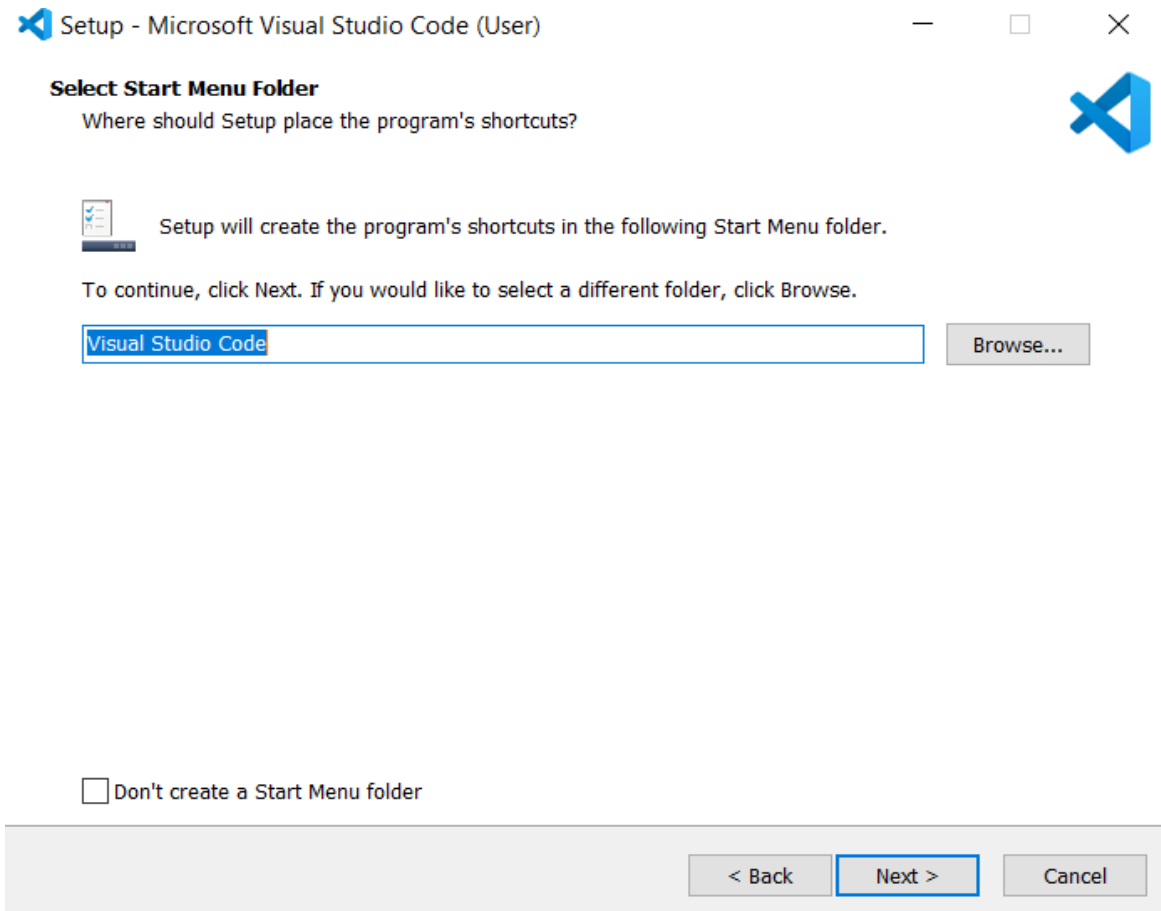 Setup - Microsoft Visual Studio Code (User)
Select Start Menu Folder
Where should Setup place the program's shortcuts?
Setup will create the program's shortcuts in the following Start Menu folder.
To continue, click Next. If you would like to select a different folder, click Browse.
Visual Studio Code
Browse...
Don't create a Start Menu folder
< Back
Next >
Cancel